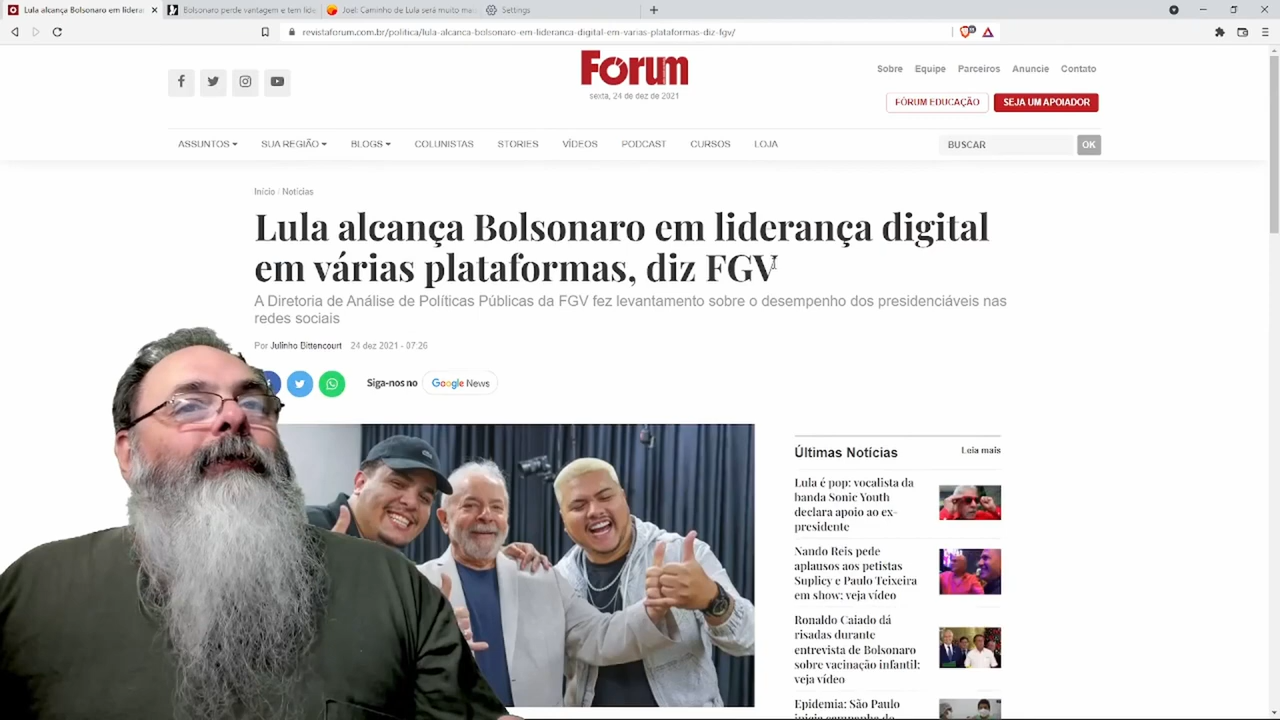 Lula alcança Bolsonaro em lidera
Bolsonaro perde vantagem e tem lide
Joel: Caminho de Lula será muito ma
Settings
revistaforum.com.br/politica/lula-alcanca-bolsonaro-em-lideranca-digital-em-varias-plataformas-diz-fgv/
Fórum
sexta, 24 de dez de 2021
Sobre Equipe Parceiros Anuncie Contato
FÓRUM EDUCAÇÃO SEJA UM APOIADOR
ASSUNTOS SUA REGIÃO BLOGS COLUNISTAS STORIES VÍDEOS PODCAST CURSOS LOJA BUSCAR OK
Início / Notícias
Lula alcança Bolsonaro em liderança digital
em várias plataformas, diz FGV
A Diretoria de Análise de Políticas Públicas da FGV fez levantamento sobre o desempenho dos presidenciáveis nas
redes sociais
Por Julinho Bittencourt 24 dez 2021 - 07:26
Siga-nos no Google News
Últimas Notícias Leia mais
Lula é pop: vocalista da
banda Sonic Youth
declara apoio ao ex-
presidente
Nando Reis pede
aplausos aos petistas
Suplicy e Paulo Teixeira
em show; veja vídeo
Ronaldo Caiado dá
risadas durante
entrevista de Bolsonaro
sobre vacinação infantil;
veja vídeo
Epidemia: São Paulo